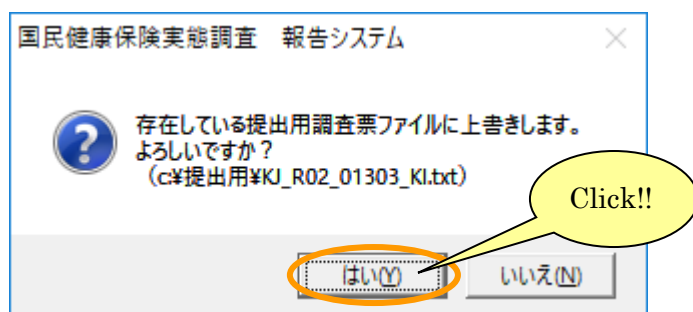 国民健康保険実態調査　報告システム
存在している提出用調査票ファイルに上書きします。
よろしいですか？
（c:¥提出用¥KJ_R02_01303_KI.txt）
Click!!
はい(Y)
いいえ(N)